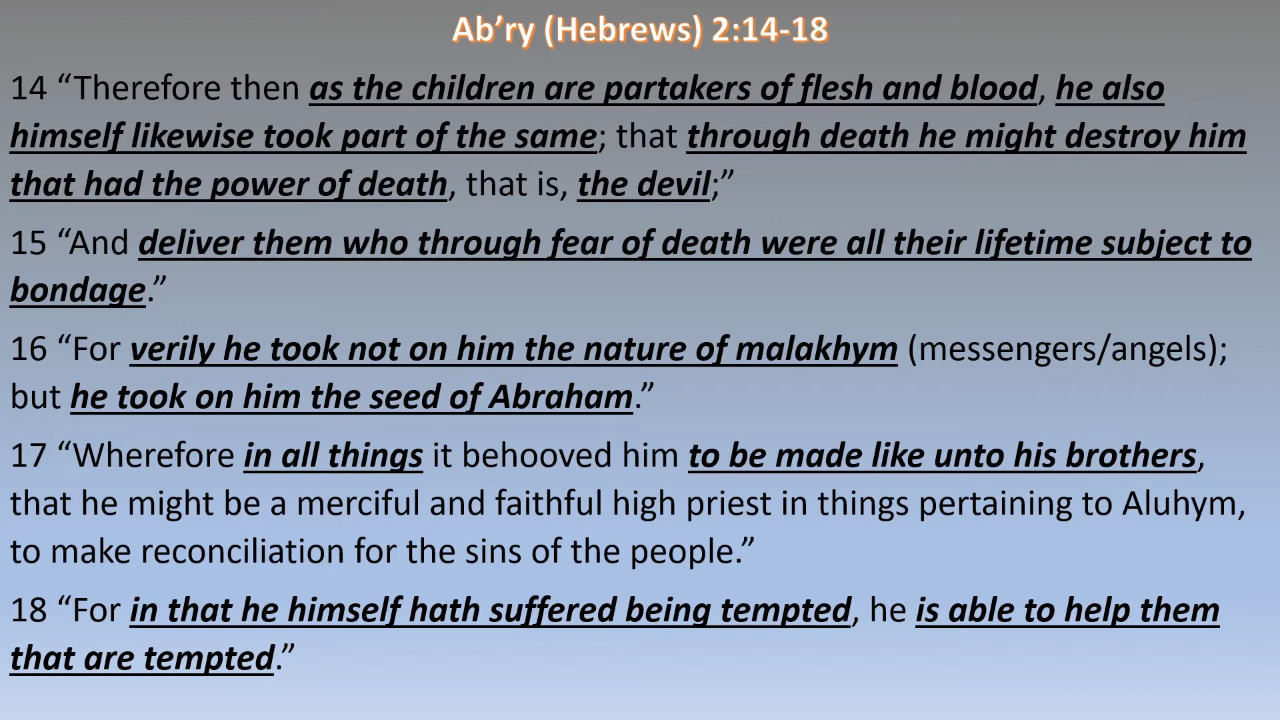 Ab’ry (Hebrews) 2:14-18
14 “Therefore then as the children are partakers of flesh and blood, he also
himself likewise took part of the same; that through death he might destroy him
that had the power of death, that is, the devil;”
15 “And deliver them who through fear of death were all their lifetime subject to
bondage.”
16 “For verily he took not on him the nature of malakhym (messengers/angels);
but he took on him the seed of Abraham.”
17 “Wherefore in all things it behooved him to be made like unto his brothers,
that he might be a merciful and faithful high priest in things pertaining to Aluhym,
to make reconciliation for the sins of the people.”
18 “For in that he himself hath suffered being tempted, he is able to help them
that are tempted.”